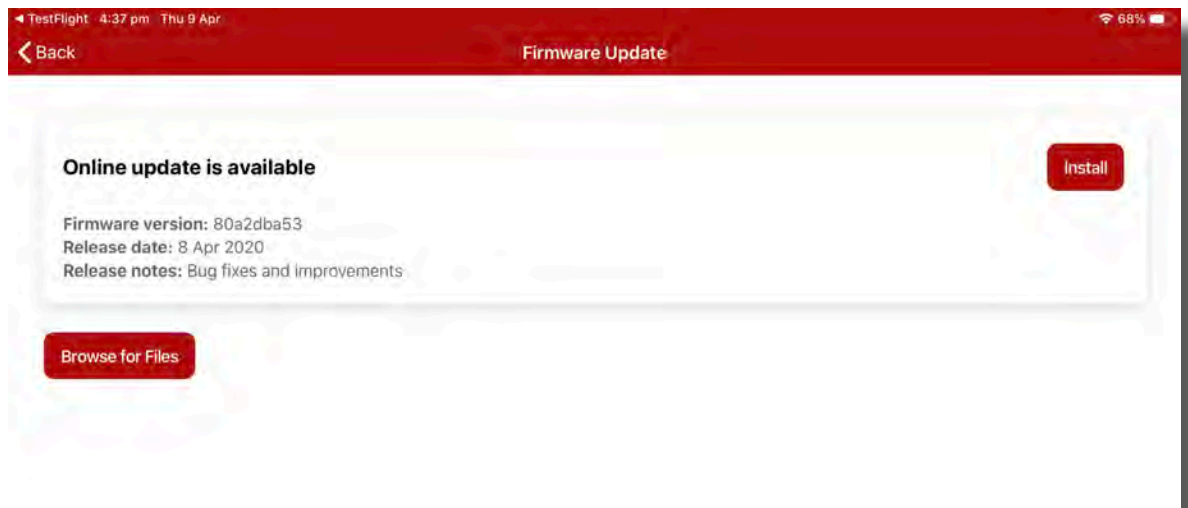 TestFlight 4:37 pm Thu 9 Apr 68%
Back Firmware Update
Online update is available Install
Firmware version: 80a2dba53
Release date: 8 Apr 2020
Release notes: Bug fixes and improvements
Browse for Files